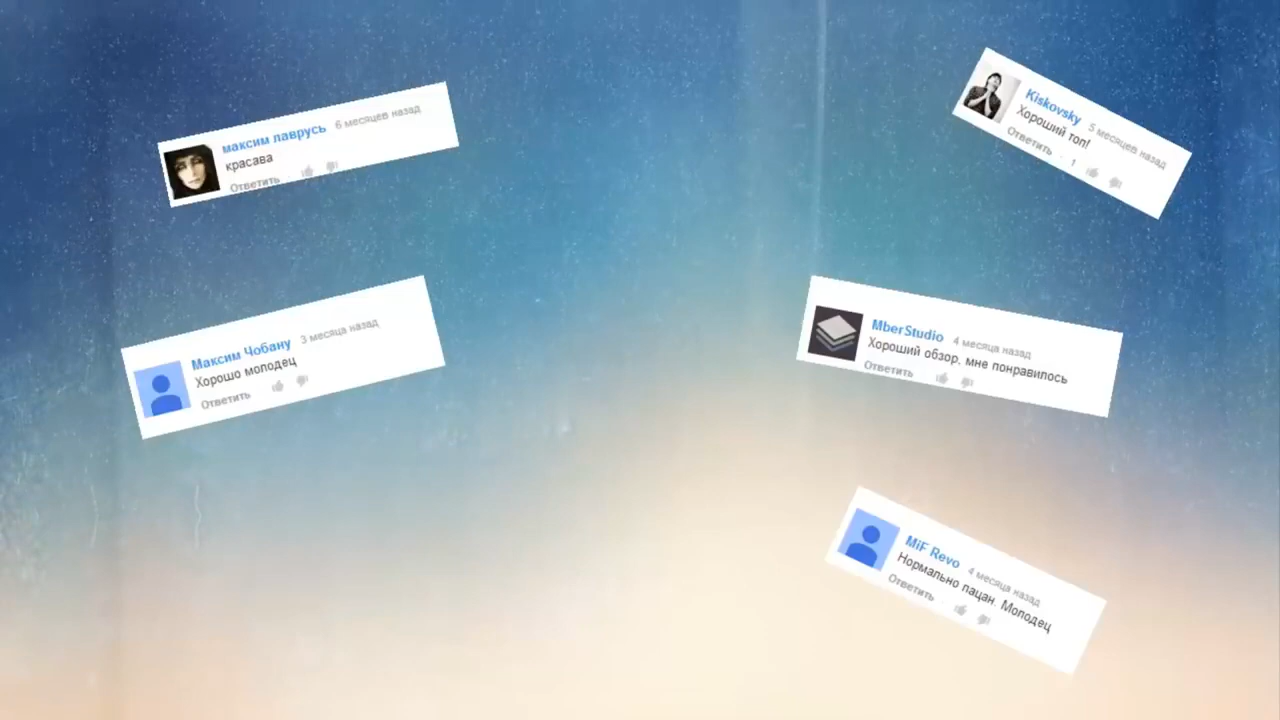 максим лаврусь 6 месяцев назад
красава
Ответить
Kiskovsky 5 месяцев назад
Хороший топ!
Ответить · 1
Максим Чобану 3 месяца назад
Хорошо молодец
Ответить
MberStudio 4 месяца назад
Хороший обзор, мне понравилось
Ответить
MiF Revo 4 месяца назад
Нормально пацан. Молодец
Ответить